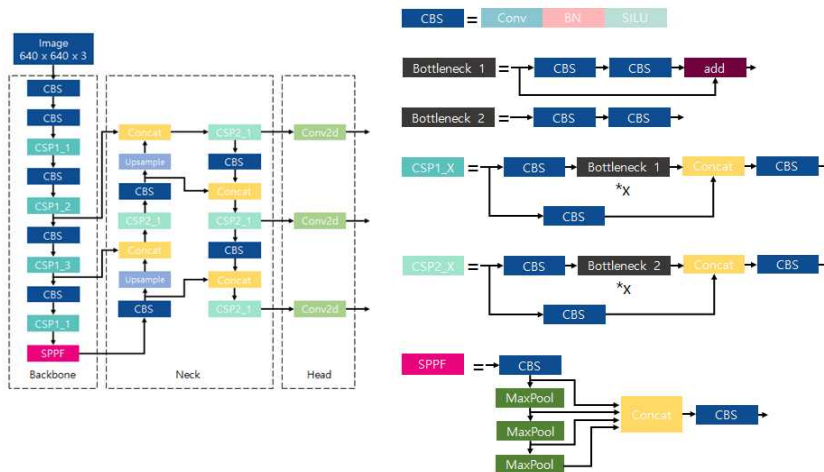 Image
640 x 640 x 3
CBS
CBS
CSP1_1
CBS
CSP1_2
CBS
CSP1_3
CBS
CSP1_1
SPPF
Backbone
Concat
Upsample
CBS
CSP2_1
Concat
Upsample
CBS
CSP2_1
CBS
Concat
CSP2_1
CBS
Concat
CSP2_1
Neck
Conv2d
Conv2d
Conv2d
Head
CBS = Conv BN SILU
Bottleneck 1 = CBS CBS add
Bottleneck 2 = CBS CBS
CSP1_X = CBS Bottleneck 1 Concat CBS
*x
CBS
CSP2_X = CBS Bottleneck 2 Concat CBS
*x
CBS
SPPF = CBS
MaxPool
MaxPool
MaxPool
Concat CBS